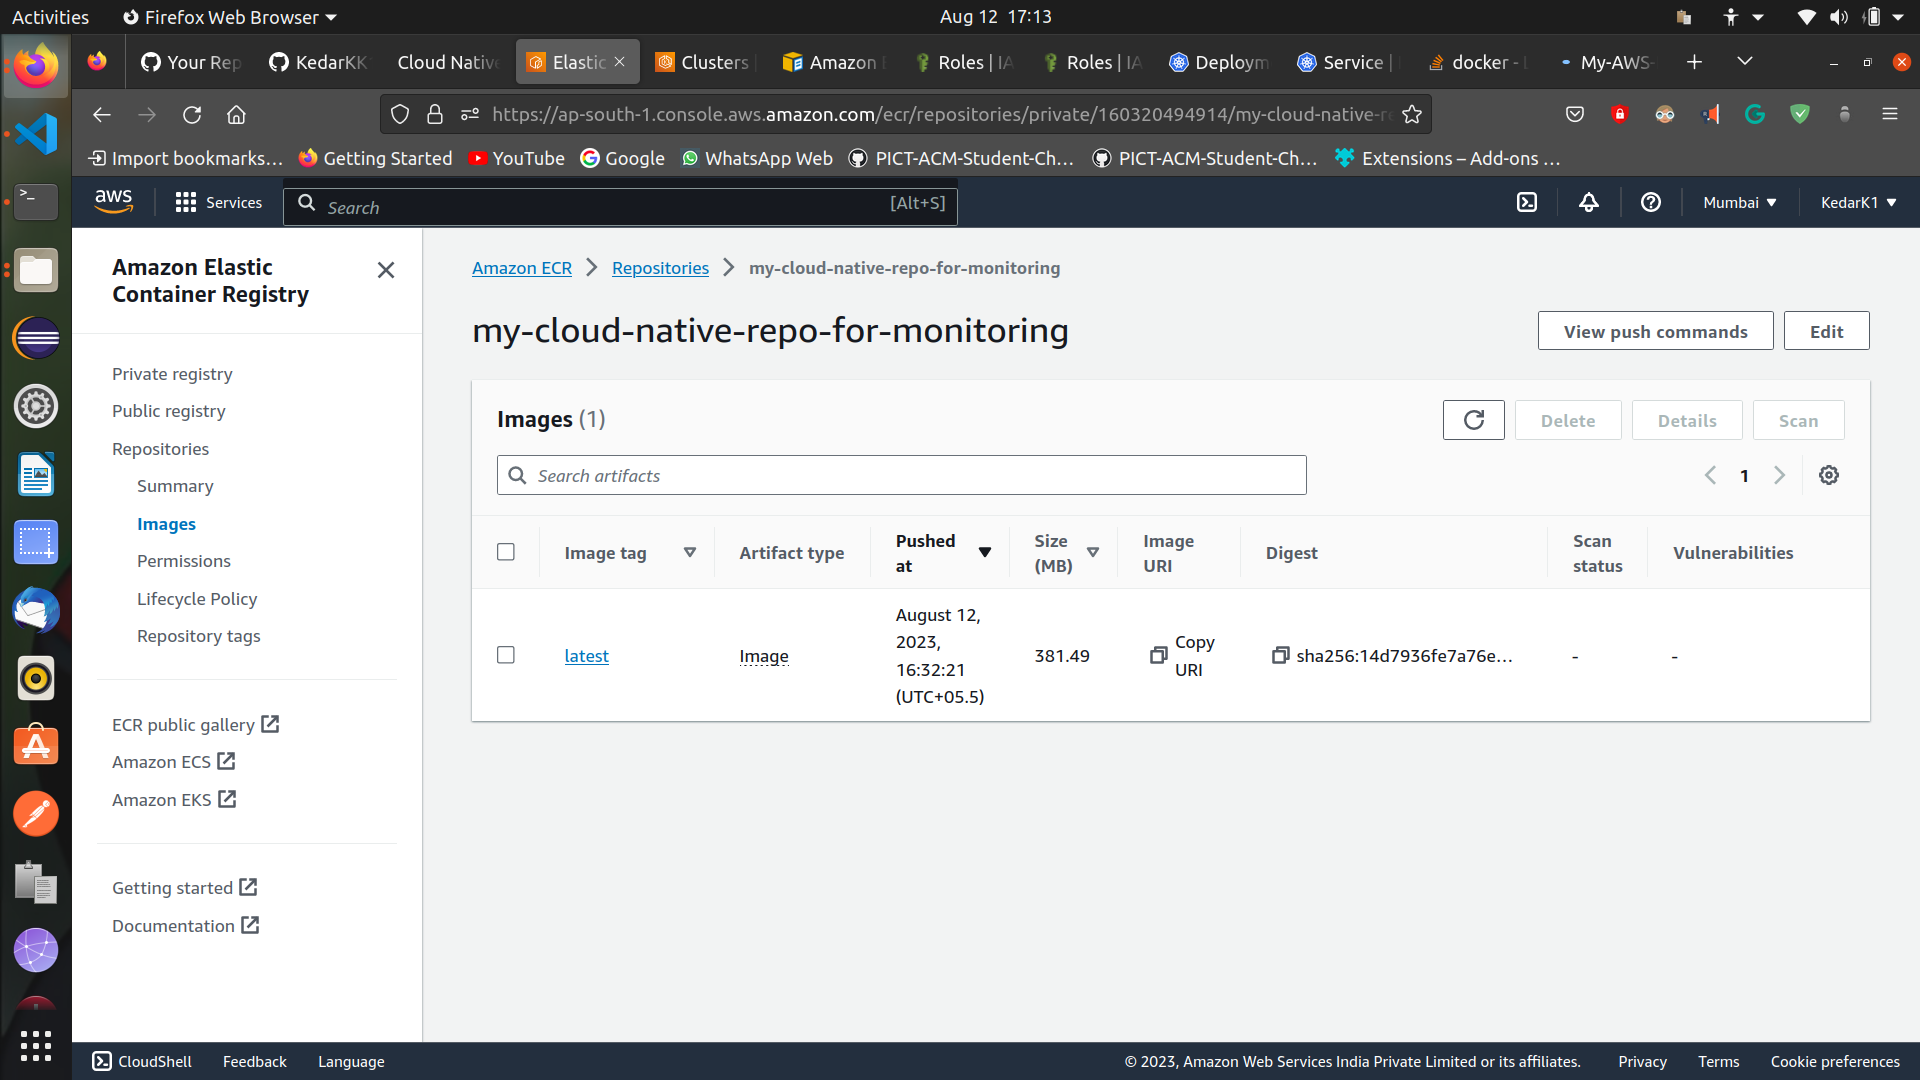 Activities
Firefox Web Browser
Aug 12 17:13
Your Rep
KedarKK
Cloud Native
Elastic
Clusters
Amazon E
Roles | IA
Roles | IA
Deploym
Service |
docker - L
My-AWS-
https://ap-south-1.console.aws.amazon.com/ecr/repositories/private/160320494914/my-cloud-native-re
Import bookmarks...
Getting Started
YouTube
Google
WhatsApp Web
PICT-ACM-Student-Ch...
PICT-ACM-Student-Ch...
Extensions – Add-ons ...
aws
Services
Search
[Alt+S]
Mumbai
KedarK1
Amazon Elastic
Container Registry
Private registry
Public registry
Repositories
Summary
Images
Permissions
Lifecycle Policy
Repository tags
ECR public gallery
Amazon ECS
Amazon EKS
Getting started
Documentation
Amazon ECR
Repositories
my-cloud-native-repo-for-monitoring
my-cloud-native-repo-for-monitoring
View push commands
Edit
Images (1)
Delete
Details
Scan
Search artifacts
1
Image tag
Artifact type
Pushed
at
Size
(MB)
Image
URI
Digest
Scan
status
Vulnerabilities
latest
Image
August 12,
2023,
16:32:21
(UTC+05.5)
381.49
Copy
URI
sha256:14d7936fe7a76e...
-
-
CloudShell
Feedback
Language
© 2023, Amazon Web Services India Private Limited or its affiliates.
Privacy
Terms
Cookie preferences